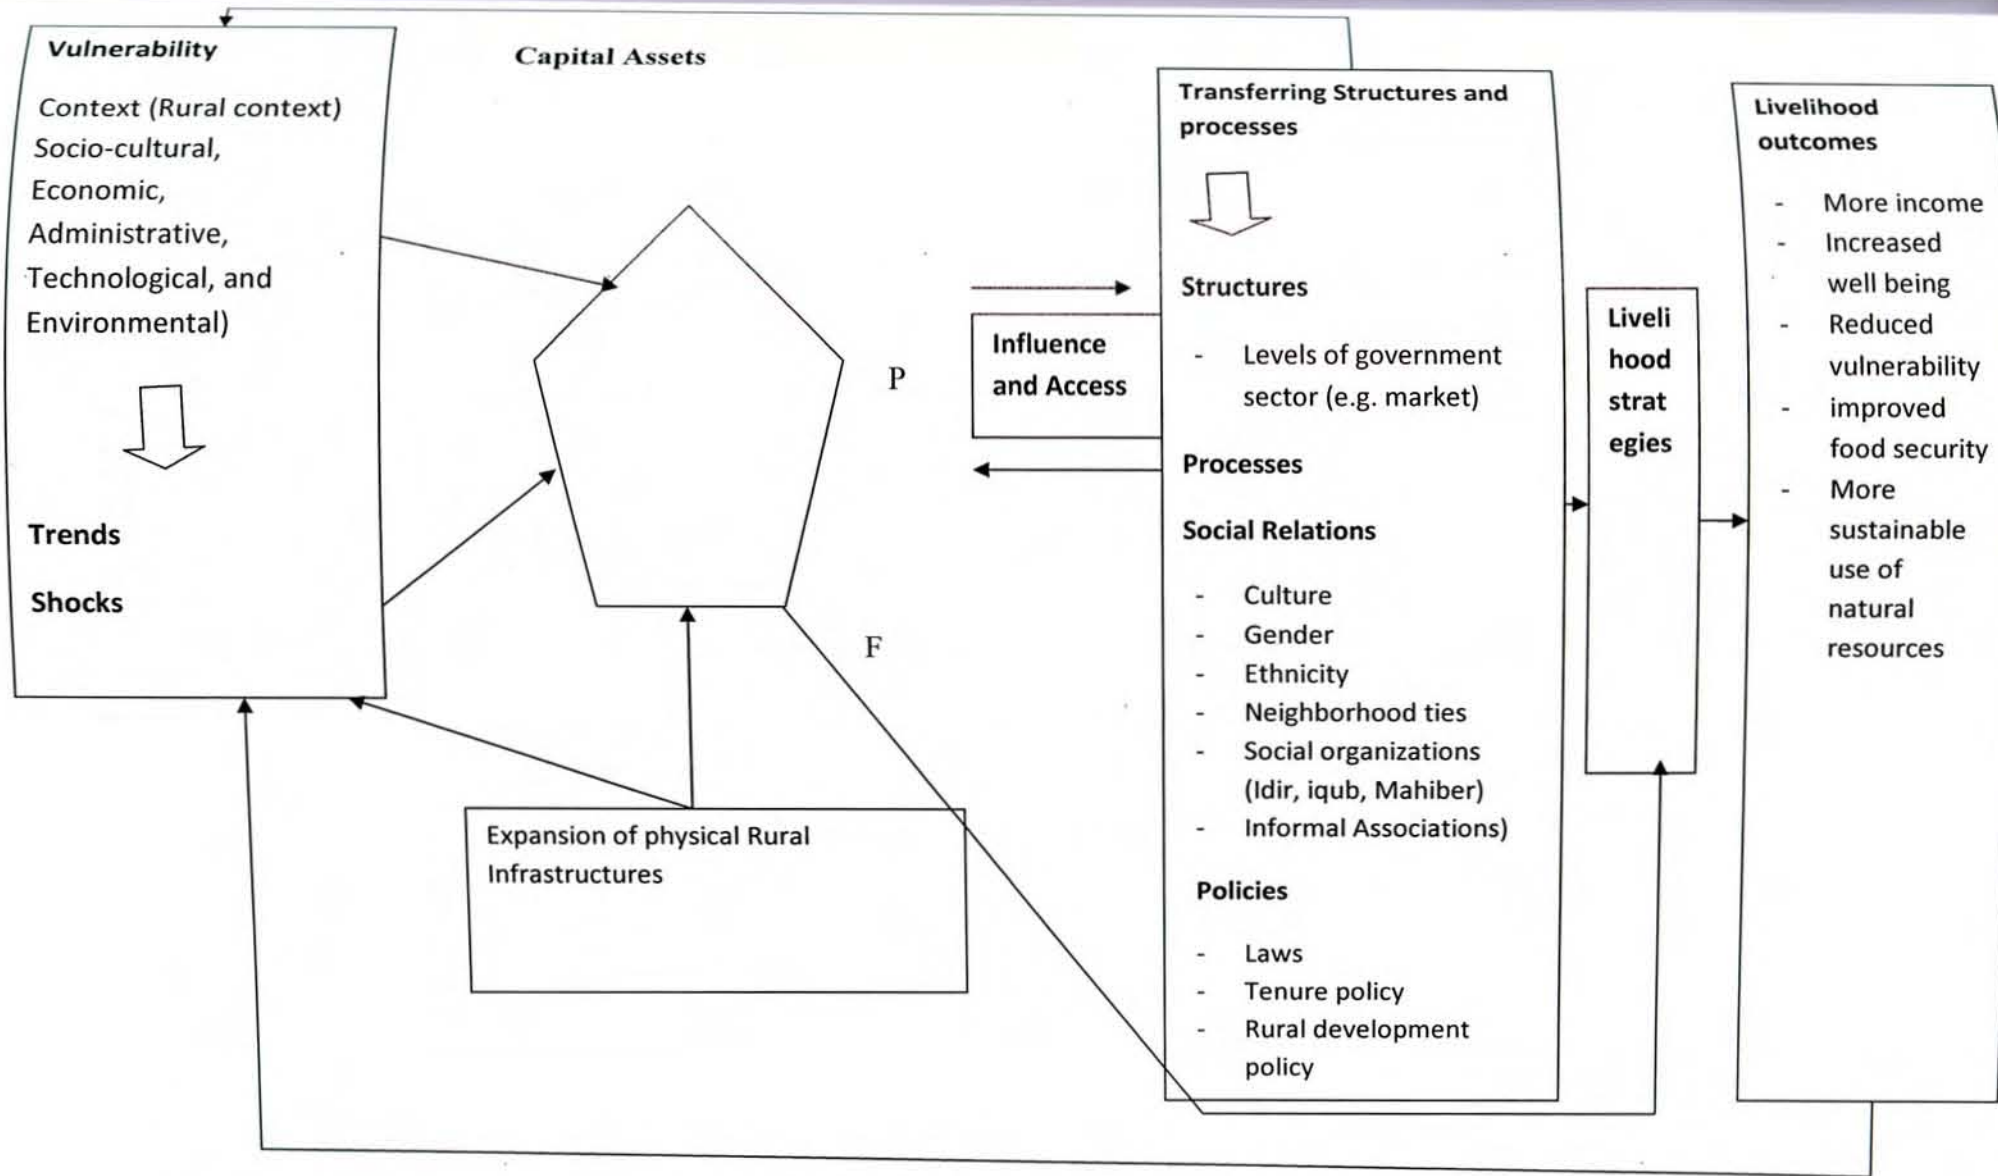 Vulnerability
Context (Rural context)
Socio-cultural,
Economic,
Administrative,
Technological, and
Environmental)
Trends
Shocks
Capital Assets
P
F
Expansion of physical Rural
Infrastructures
Influence
and Access
Transferring Structures and
processes
Structures
- Levels of government
sector (e.g. market)
Processes
Social Relations
- Culture
- Gender
- Ethnicity
- Neighborhood ties
- Social organizations
(Idir, iqub, Mahiber)
- Informal Associations)
Policies
- Laws
- Tenure policy
- Rural development
policy
Liveli
hood
strat
egies
Livelihood
outcomes
- More income
- Increased
well being
- Reduced
vulnerability
- improved
food security
- More
sustainable
use of
natural
resources